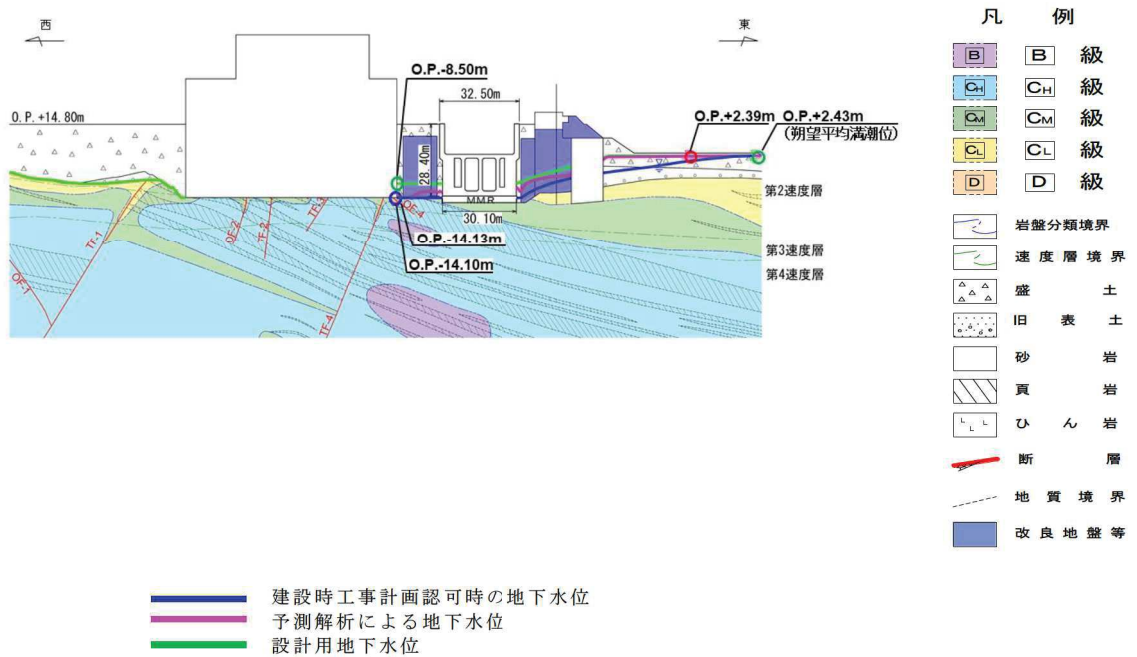 西
東
O.P.-8.50m
32.50m
O.P.+14.80m
28.40m
O.P.+2.39m
O.P.+2.43m
(朔望平均満潮位)
MMR
30.10m
O.P.-14.13m
O.P.-14.10m
第2速度層
第3速度層
第4速度層
OF-1
TF-1
OF-2
TF-2
TF-3
OF-4
TF-4
凡 例
B B 級
CH CH 級
CM CM 級
CL CL 級
D D 級
岩盤分類境界
速度層境界
盛 土
旧 表 土
砂 岩
頁 岩
ひ ん 岩
断 層
地 質 境 界
改 良 地 盤 等
建設時工事計画認可時の地下水位
予測解析による地下水位
設計用地下水位